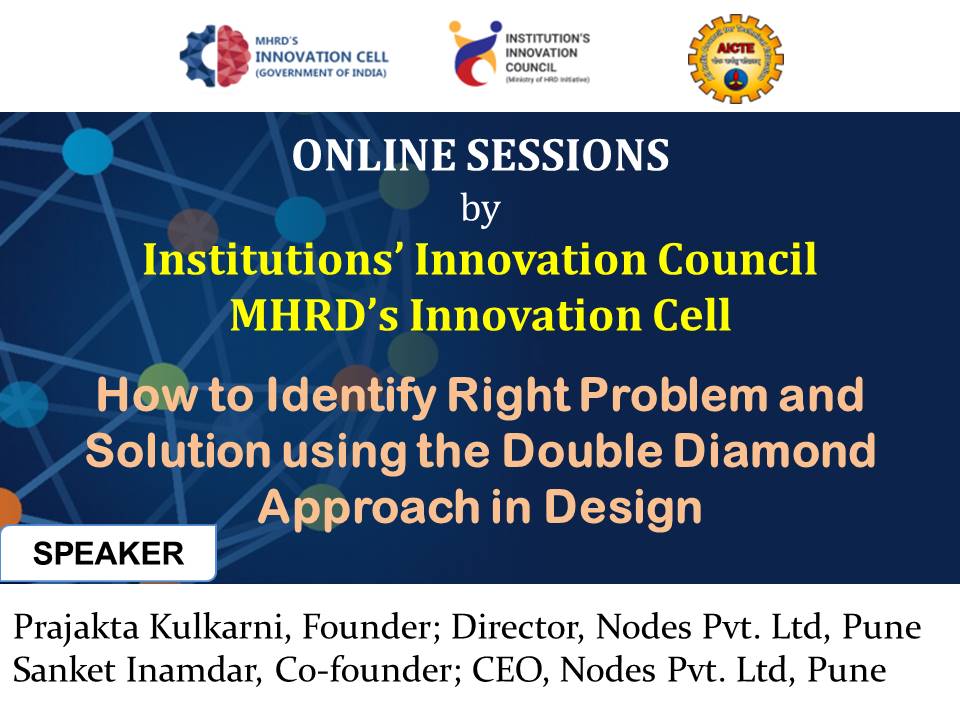 MHRD'S
INNOVATION CELL
(GOVERNMENT OF INDIA)
INSTITUTION'S
INNOVATION
COUNCIL
(Ministry of HRD Initiative)
AICTE
ONLINE SESSIONS
by
Institutions’ Innovation Council
MHRD’s Innovation Cell
How to Identify Right Problem and
Solution using the Double Diamond
Approach in Design
SPEAKER
Prajakta Kulkarni, Founder; Director, Nodes Pvt. Ltd, Pune
Sanket Inamdar, Co-founder; CEO, Nodes Pvt. Ltd, Pune